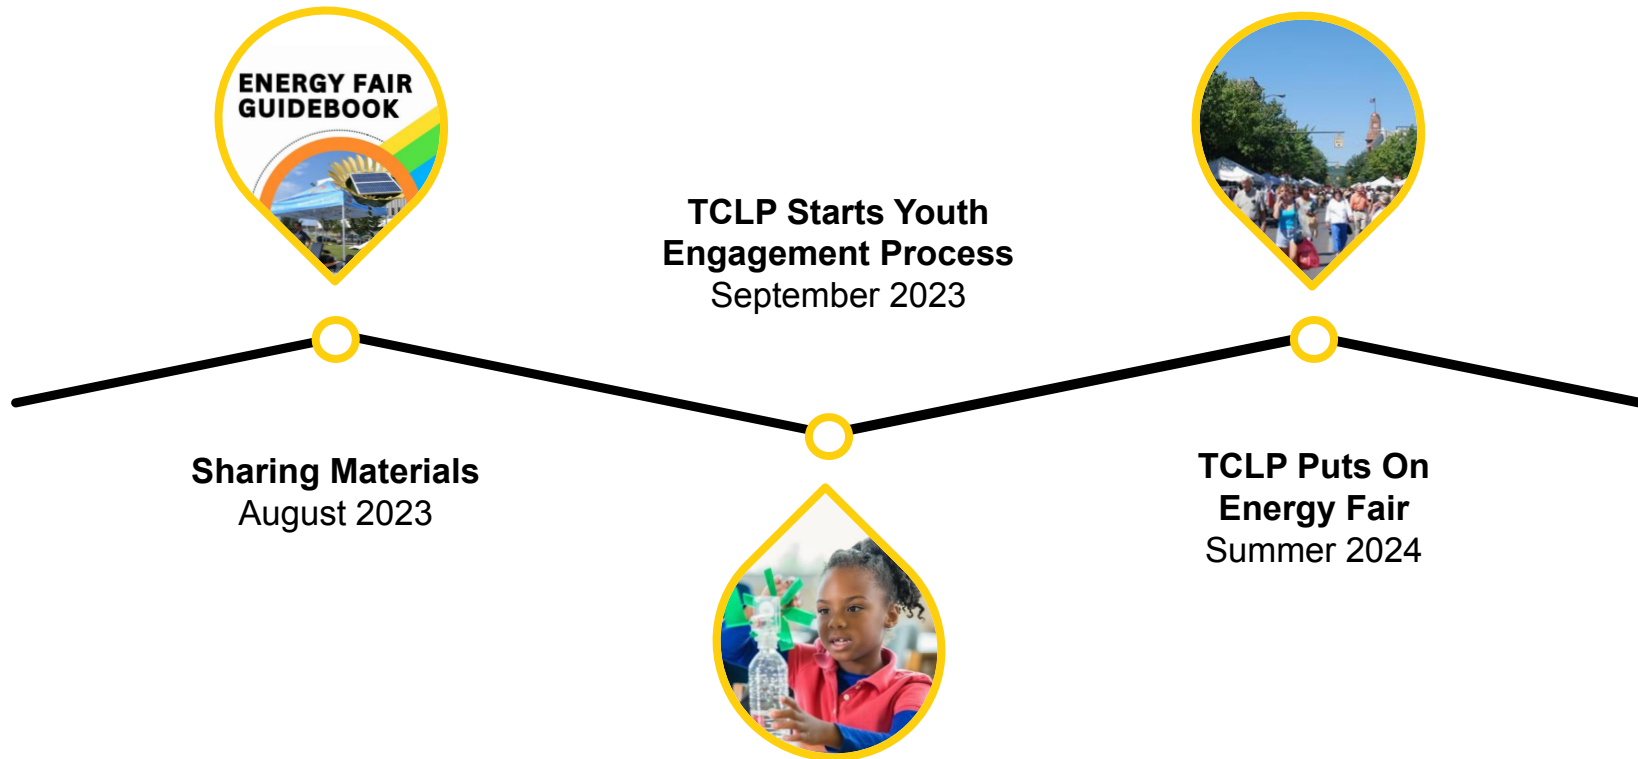 ENERGY FAIR
GUIDEBOOK
TCLP Starts Youth
Engagement Process
September 2023
Sharing Materials
August 2023
TCLP Puts On
Energy Fair
Summer 2024